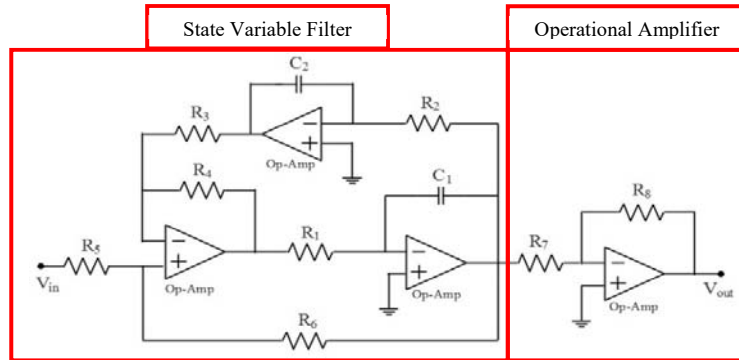 State Variable Filter
Operational Amplifier
C2
R3
R2
Op-Amp
R4
C1
R8
R5
R1
R7
Vin
Op-Amp
Op-Amp
Op-Amp
Vout
R6